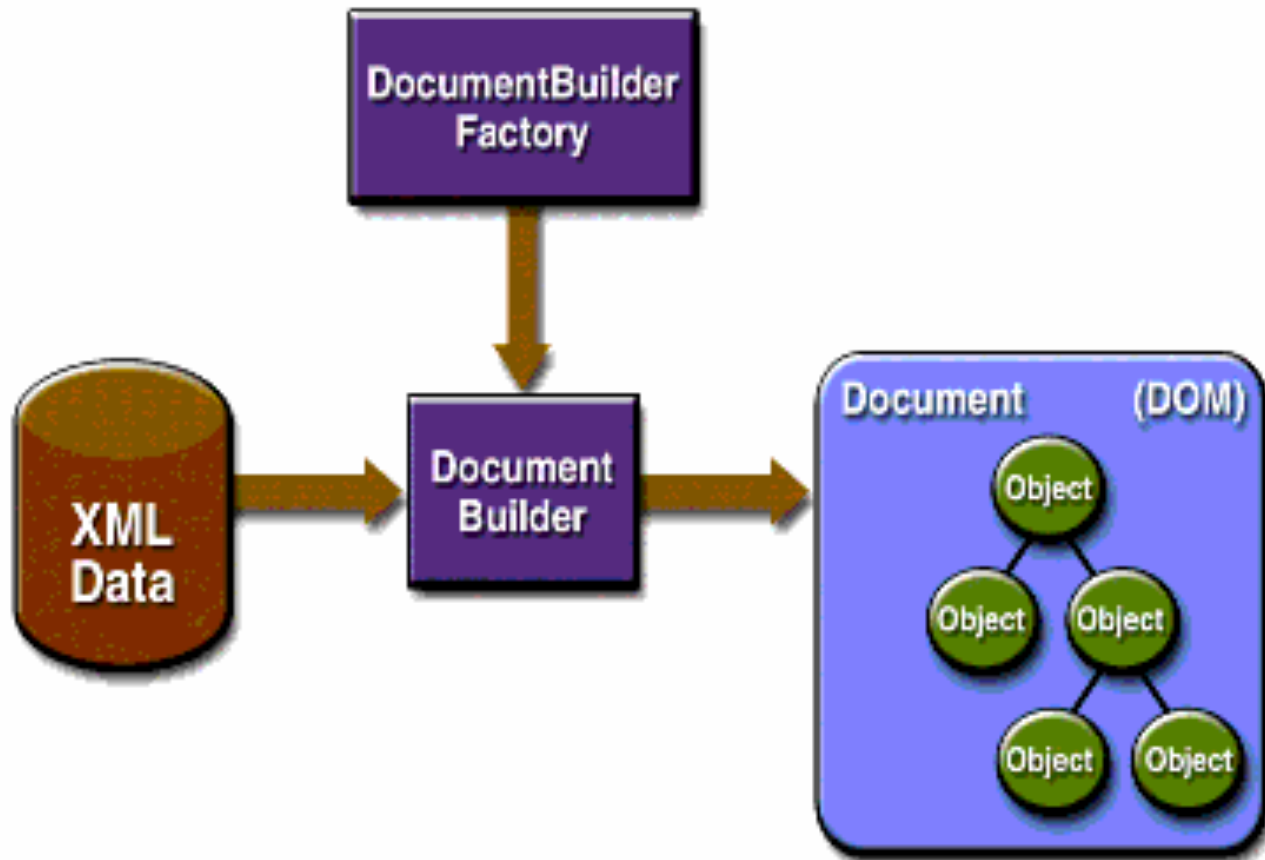 DocumentBuilder
Factory
XML
Data
Document
Builder
Document (DOM)
Object
Object
Object
Object
Object